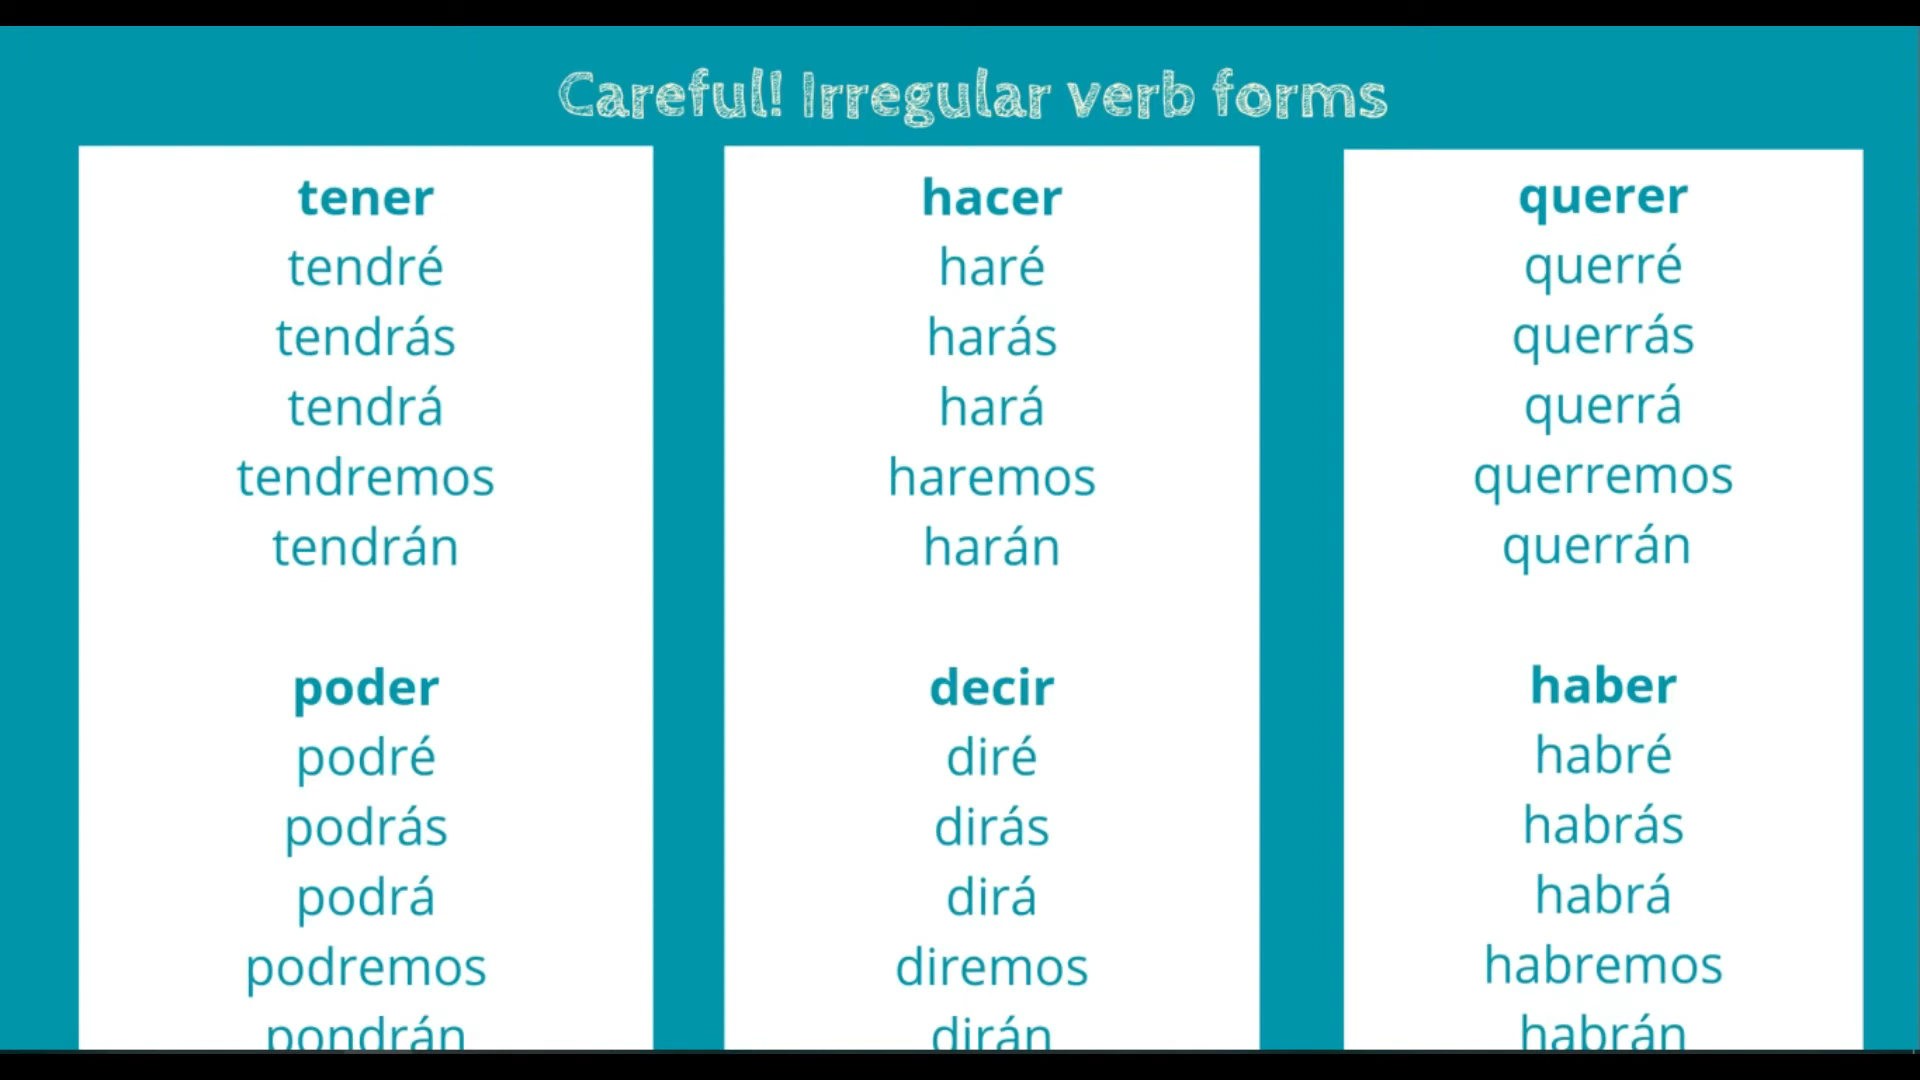 Careful! Irregular verb forms
tener
tendré
tendrás
tendrá
tendremos
tendrán
poder
podré
podrás
podrá
podremos
pondrán
hacer
haré
harás
hará
haremos
harán
decir
diré
dirás
dirá
diremos
dirán
querer
querré
querrás
querrá
querremos
querrán
haber
habré
habrás
habrá
habremos
habrán